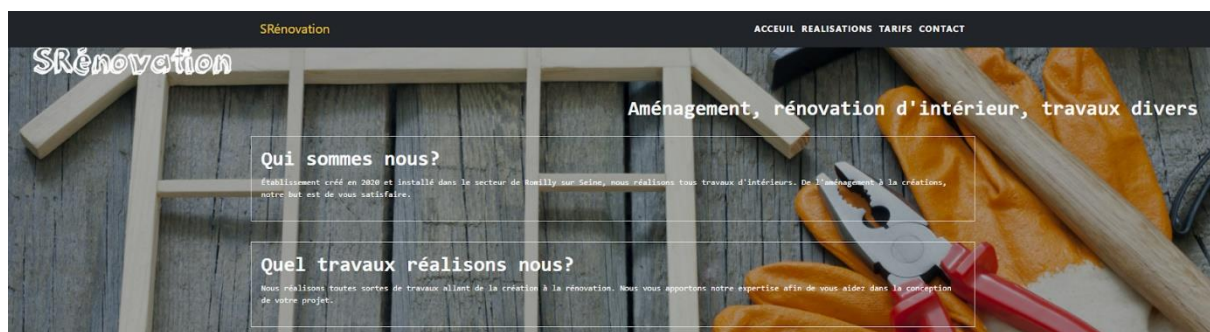 SRénovation
ACCEUIL REALISATIONS TARIFS CONTACT
SRénovation
Aménagement, rénovation d'intérieur, travaux divers
Qui sommes nous?
Établissement créé en 2020 et installé dans le secteur de Romilly sur Seine, nous réalisons tous travaux d'intérieurs. De l'aménagement à la créations,
notre but est de vous satisfaire.
Quel travaux réalisons nous?
Nous réalisons toutes sortes de travaux allant de la création à la rénovation. Nous vous apportons notre expertise afin de vous aidez dans la conception
de votre projet.